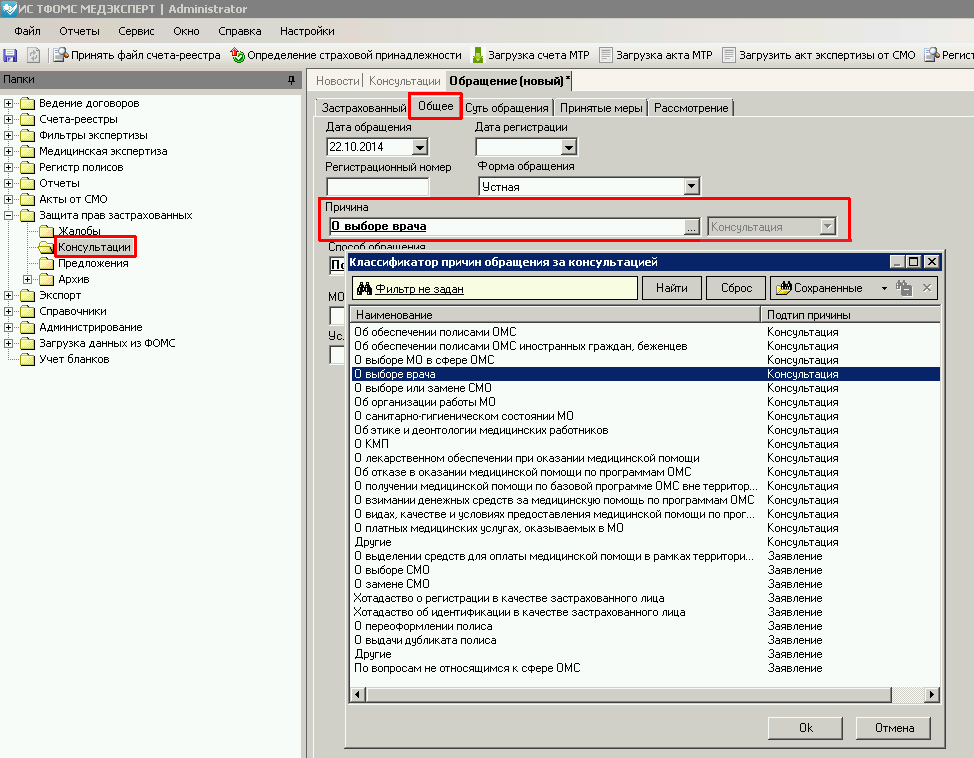 ИС ТФОМС МЕДЭКСПЕРТ | Administrator
Файл Отчеты Сервис Окно Справка Настройки
Принять файл счета-реестра Определение страховой принадлежности Загрузка счета МТР Загрузка акта МТР Загрузить акт экспертизы от СМО Регист
Папки
Новости Консультации Обращение (новый) *
Ведение договоров
Счета-реестры
Фильтры экспертизы
Медицинская экспертиза
Регистр полисов
Отчеты
Акты от СМО
Защита прав застрахованных
Жалобы
Консультации
Предложения
Архив
Экспорт
Справочники
Администрирование
Загрузка данных из ФОМС
Учет бланков
Застрахованный Общее Суть обращения Принятые меры Рассмотрение
Дата обращения Дата регистрации
22.10.2014
Регистрационный номер Форма обращения
Устная
Причина
О выборе врача ... Консультация
Способ обращения
По
МО
Ус.
Классификатор причин обращения за консультацией
Фильтр не задан Найти Сброс Сохраненные
Наименование Подтип причины
Об обеспечении полисами ОМС Консультация
Об обеспечении полисами ОМС иностранных граждан, беженцев Консультация
О выборе МО в сфере ОМС Консультация
О выборе врача Консультация
О выборе или замене СМО Консультация
Об организации работы МО Консультация
О санитарно-гигиеническом состоянии МО Консультация
Об этике и деонтологии медицинских работников Консультация
О КМП Консультация
О лекарственном обеспечении при оказании медицинской помощи Консультация
Об отказе в оказании медицинской помощи по программам ОМС Консультация
О получении медицинской помощи по базовой программе ОМС вне территор... Консультация
О взимании денежных средств за медицинскую помощь по программам ОМС Консультация
О видах, качестве и условиях предоставления медицинской помощи по прог... Консультация
О платных медицинских услугах, оказываемых в МО Консультация
Другие Консультация
О выделении средств для оплаты медицинской помощи в рамках территори... Заявление
О выборе СМО Заявление
О замене СМО Заявление
Хотадаство о регистрации в качестве застрахованного лица Заявление
Хотадаство об идентификации в качестве застрахованного лица Заявление
О переоформлении полиса Заявление
О выдачи дубликата полиса Заявление
Другие Заявление
По вопросам не относящимся к сфере ОМС Заявление
Ok Отмена